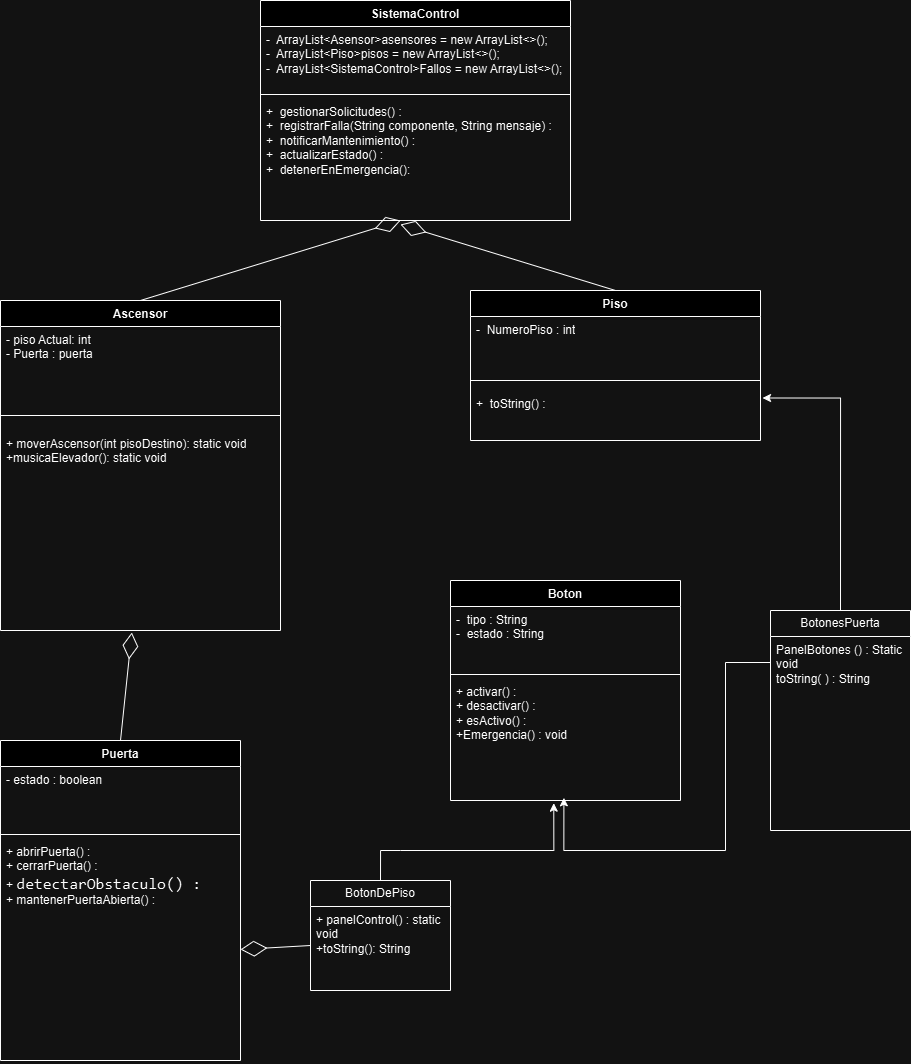 SistemaControl
- ArrayList<Asensor>asensores = new ArrayList<>();
- ArrayList<Piso>pisos = new ArrayList<>();
- ArrayList<SistemaControl>Fallos = new ArrayList<>();
+ gestionarSolicitudes() :
+ registrarFalla(String componente, String mensaje) :
+ notificarMantenimiento() :
+ actualizarEstado() :
+ detenerEnEmergencia():
Ascensor
- piso Actual: int
- Puerta : puerta
+ moverAscensor(int pisoDestino): static void
+musicaElevador(): static void
Piso
- NumeroPiso : int
+ toString() :
Boton
- tipo : String
- estado : String
+ activar() :
+ desactivar() :
+ esActivo() :
+Emergencia() : void
BotonesPuerta
PanelBotones () : Static
void
toString( ) : String
Puerta
- estado : boolean
+ abrirPuerta() :
+ cerrarPuerta() :
+ detectarObstaculo() :
+ mantenerPuertaAbierta() :
BotonDePiso
+ panelControl() : static
void
+toString(): String